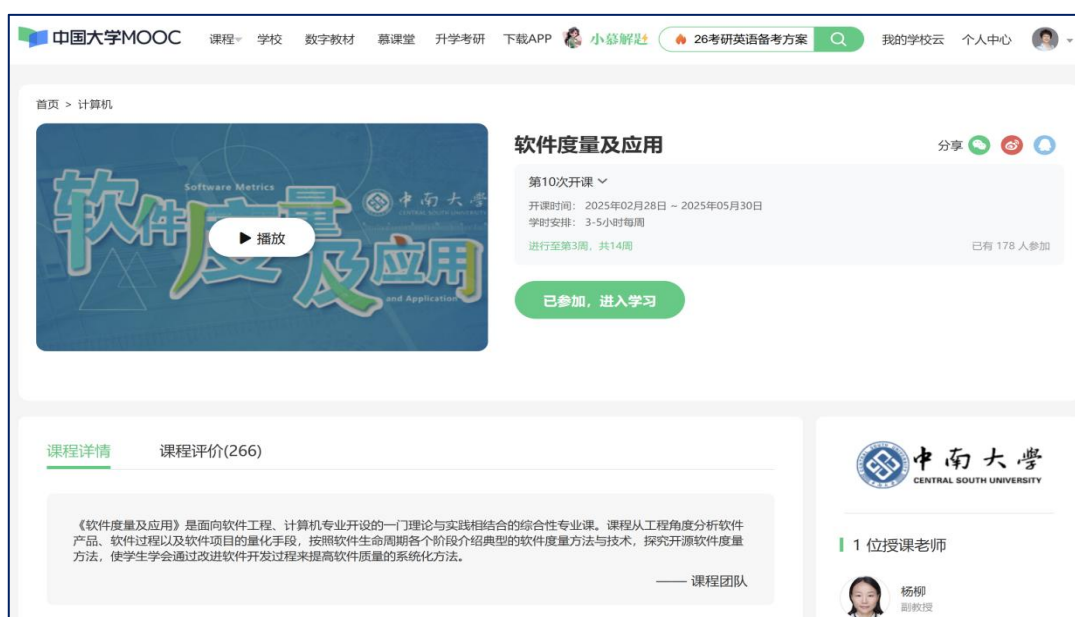 中国大学MOOC 课程 学校 数字教材 慕课堂 升学考研 下载APP 小慕解题 26考研英语备考方案 我的学校云 个人中心
首页 > 计算机
软件度量及应用
Software Metrics
and Application
中南大學
CENTRAL SOUTH UNIVERSITY
播放
软件度量及应用
分享
第10次开课
开课时间: 2025年02月28日 ~ 2025年05月30日
学时安排: 3-5小时每周
进行至第3周，共14周
已有 178 人参加
已参加，进入学习
课程详情 课程评价(266)
《软件度量及应用》是面向软件工程、计算机专业开设的一门理论与实践相结合的综合性专业课。课程从工程角度分析软件
产品、软件过程以及软件项目的量化手段，按照软件生命周期各个阶段介绍典型的软件度量方法与技术，探究开源软件度量
方法，使学生学会通过改进软件开发过程来提高软件质量的系统化方法。
—— 课程团队
中南大學
CENTRAL SOUTH UNIVERSITY
1 位授课老师
杨柳
副教授